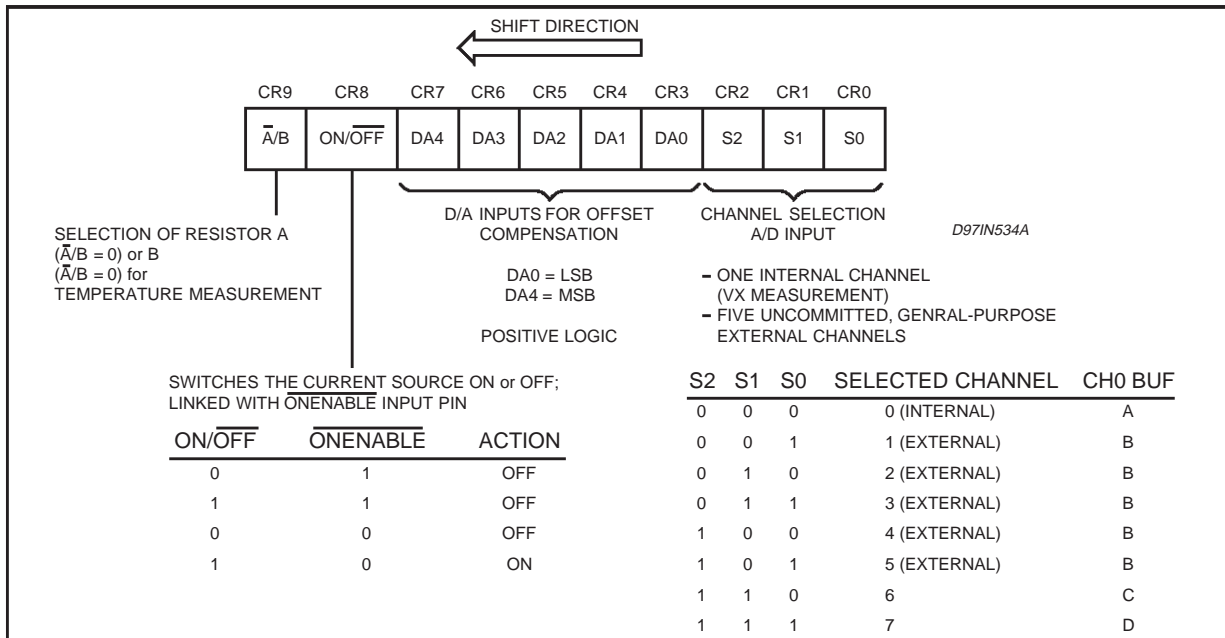 SHIFT DIRECTION
CR9 CR8 CR7 CR6 CR5 CR4 CR3 CR2 CR1 CR0
A̅/B ON/O̅F̅F̅ DA4 DA3 DA2 DA1 DA0 S2 S1 S0
SELECTION OF RESISTOR A
(A̅/B = 0) or B
(A̅/B = 0) for
TEMPERATURE MEASUREMENT
D/A INPUTS FOR OFFSET
COMPENSATION
DA0 = LSB
DA4 = MSB
POSITIVE LOGIC
CHANNEL SELECTION
A/D INPUT
D97IN534A
– ONE INTERNAL CHANNEL
(VX MEASUREMENT)
– FIVE UNCOMMITTED, GENRAL-PURPOSE
EXTERNAL CHANNELS
SWITCHES THE CURRENT SOURCE ON or OFF;
LINKED WITH O̅N̅E̅N̅A̅B̅L̅E̅ INPUT PIN
ON/O̅F̅F̅ O̅N̅E̅N̅A̅B̅L̅E̅ ACTION
0 1 OFF
1 1 OFF
0 0 OFF
1 0 ON
S2 S1 S0 SELECTED CHANNEL CH0 BUF
0 0 0 0 (INTERNAL) A
0 0 1 1 (EXTERNAL) B
0 1 0 2 (EXTERNAL) B
0 1 1 3 (EXTERNAL) B
1 0 0 4 (EXTERNAL) B
1 0 1 5 (EXTERNAL) B
1 1 0 6 C
1 1 1 7 D